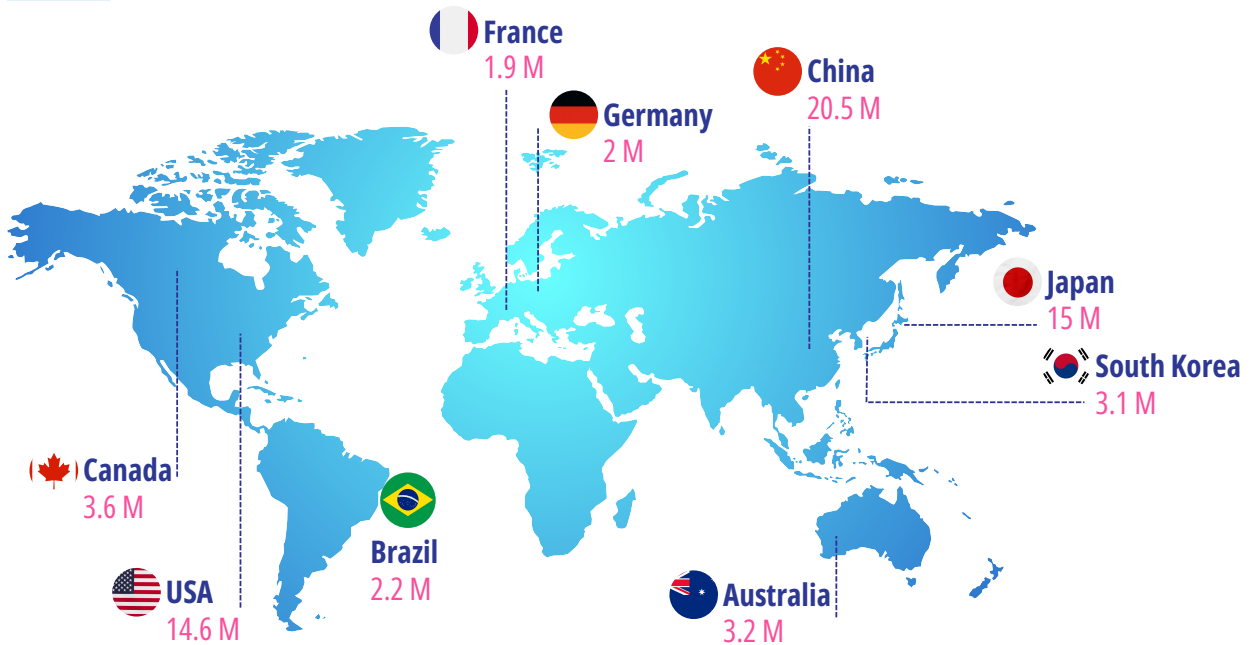 France
1.9 M
China
20.5 M
Germany
2 M
Japan
15 M
South Korea
3.1 M
Canada
3.6 M
Brazil
2.2 M
USA
14.6 M
Australia
3.2 M